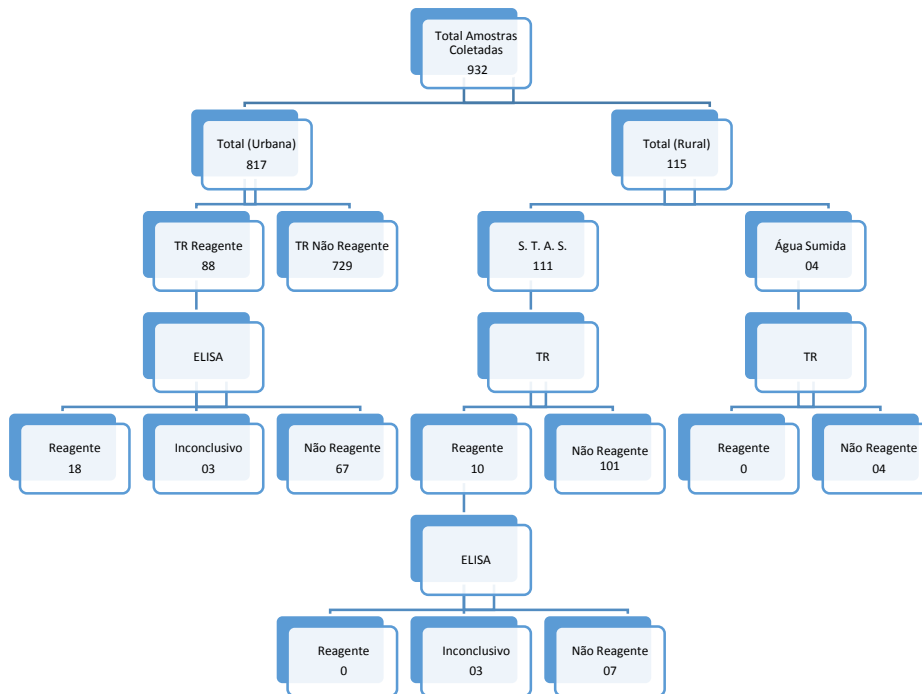 Total Amostras
Coletadas
932
Total (Urbana)
817
Total (Rural)
115
TR Reagente
88
TR Não Reagente
729
S. T. A. S.
111
Água Sumida
04
ELISA
TR
TR
Reagente
18
Inconclusivo
03
Não Reagente
67
Reagente
10
Não Reagente
101
Reagente
0
Não Reagente
04
ELISA
Reagente
0
Inconclusivo
03
Não Reagente
07